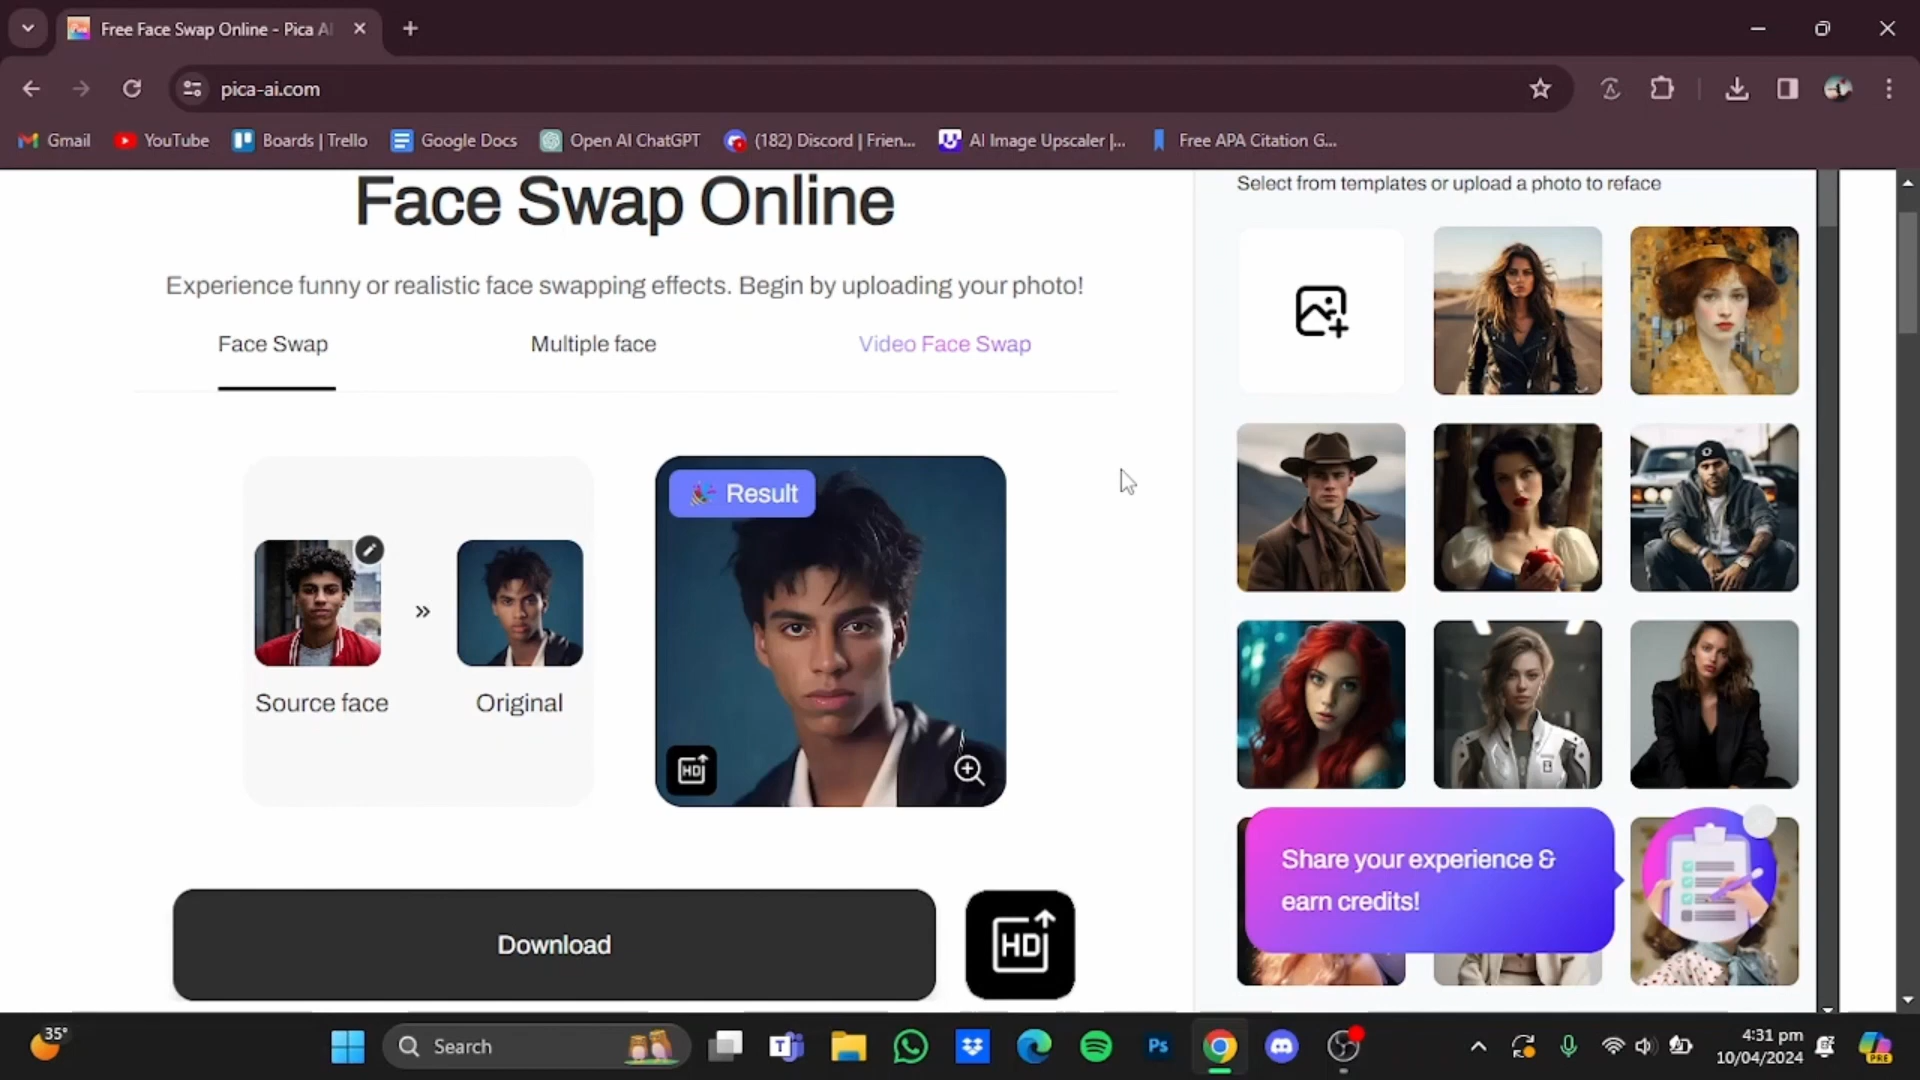 Free Face Swap Online - Pica AI
pica-ai.com
Gmail
YouTube
Boards | Trello
Google Docs
Open AI ChatGPT
(182) Discord | Frien...
AI Image Upscaler |...
Free APA Citation G...
Face Swap Online
Experience funny or realistic face swapping effects. Begin by uploading your photo!
Face Swap
Multiple face
Video Face Swap
Source face
»
Original
Result
HD
Download
HD
Select from templates or upload a photo to reface
Share your experience &
earn credits!
35°
Search
T
Ps
4:31 pm
10/04/2024
PRE